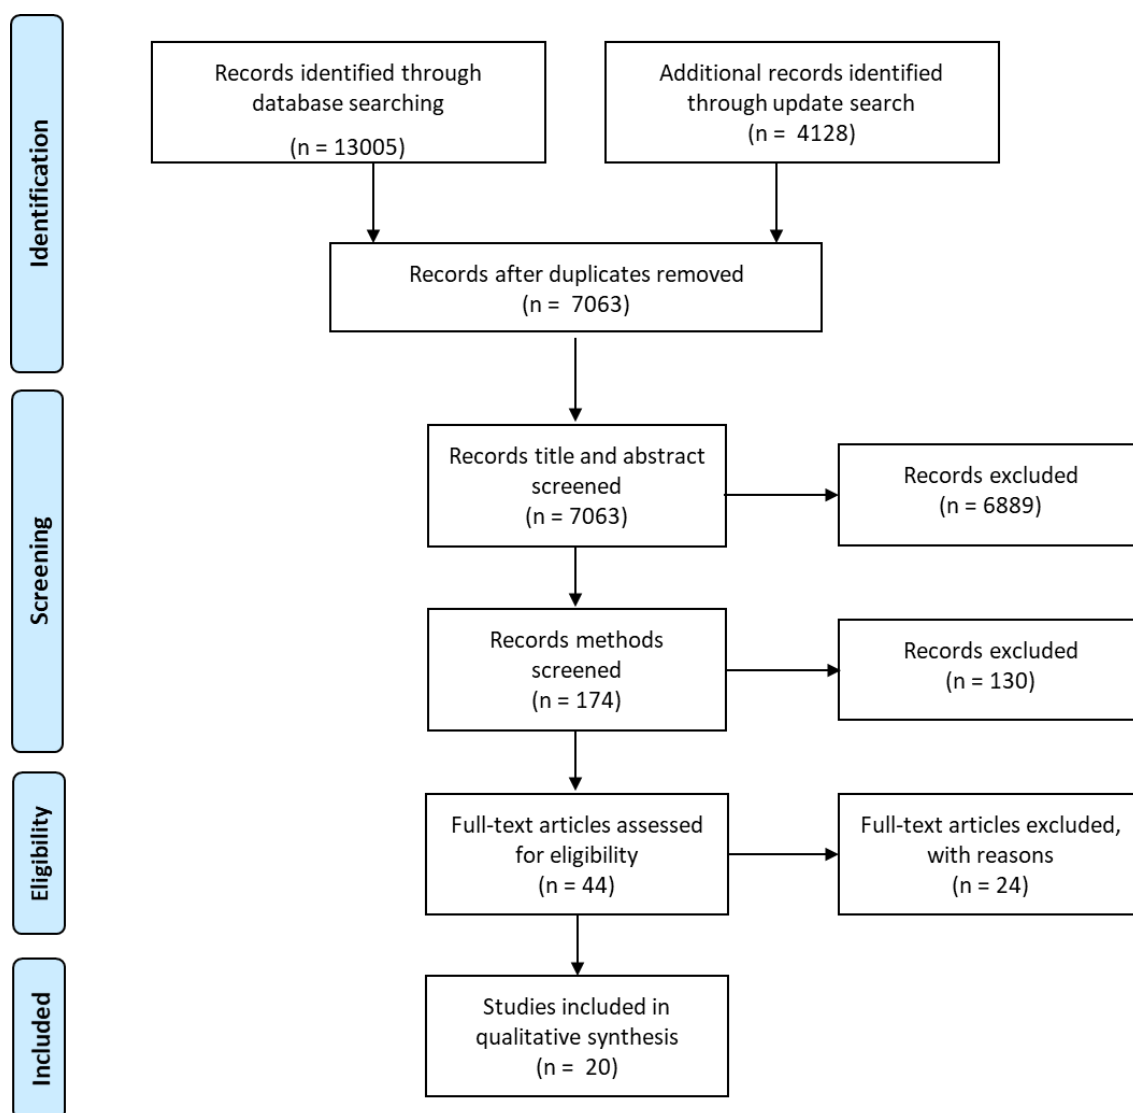 Identification
Records identified through
database searching
(n = 13005)
Additional records identified
through update search
(n = 4128)
Records after duplicates removed
(n = 7063)
Screening
Records title and abstract
screened
(n = 7063)
Records excluded
(n = 6889)
Records methods
screened
(n = 174)
Records excluded
(n = 130)
Eligibility
Full-text articles assessed
for eligibility
(n = 44)
Full-text articles excluded,
with reasons
(n = 24)
Included
Studies included in
qualitative synthesis
(n = 20)